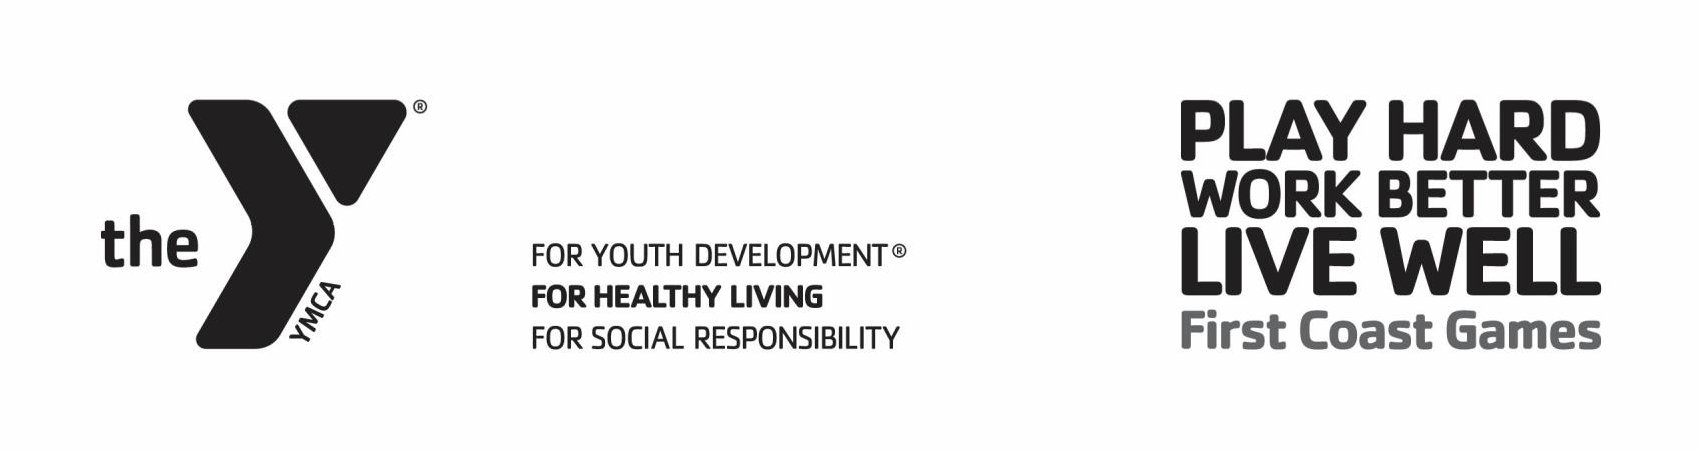 the Y®
YMCA
FOR YOUTH DEVELOPMENT®
FOR HEALTHY LIVING
FOR SOCIAL RESPONSIBILITY
PLAY HARD
WORK BETTER
LIVE WELL
First Coast Games